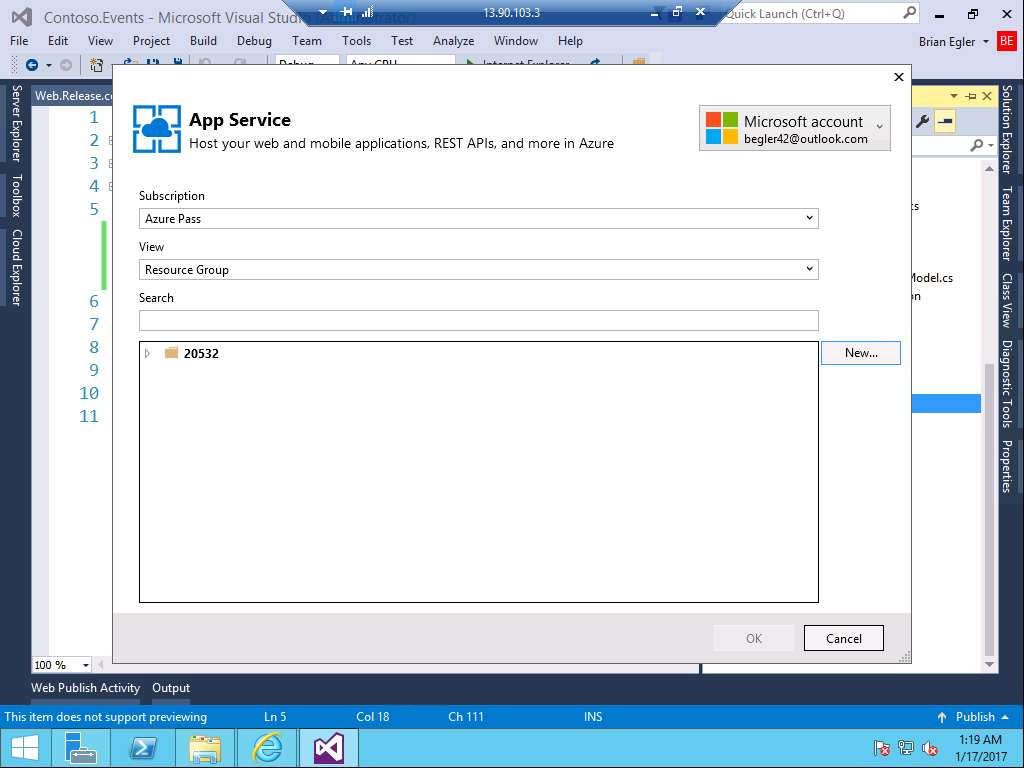 Contoso.Events - Microsoft Visual Studio (Administrator)
13.90.103.3
Quick Launch (Ctrl+Q)
File Edit View Project Build Debug Team Tools Test Analyze Window Help
Brian Egler
BE
Debug Any CPU Internet Explorer
Web.Release.co
App Service
Host your web and mobile applications, REST APIs, and more in Azure
Microsoft account
begler42@outlook.com
Subscription
Azure Pass
View
Resource Group
Search
20532
New...
OK
Cancel
1
2
3
4
5
6
7
8
9
10
11
Server Explorer
Toolbox
Cloud Explorer
cs
Model.cs
on
Solution Explorer
Team Explorer
Class View
Diagnostic Tools
Properties
100 %
Web Publish Activity Output
This item does not support previewing Ln 5 Col 18 Ch 111 INS Publish
1:19 AM
1/17/2017